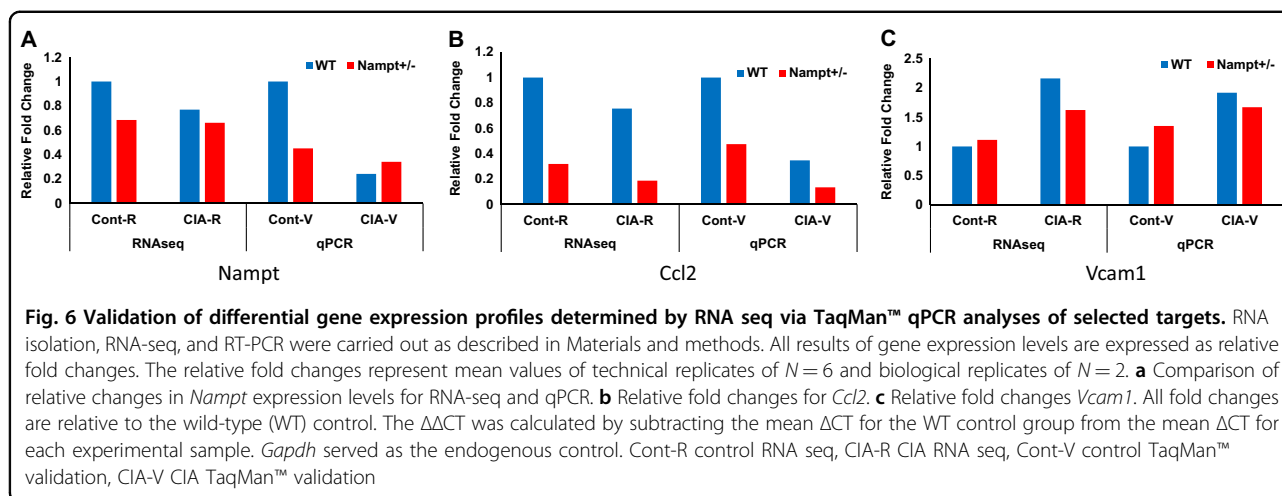 A
B
C
1.2
1
0.8
0.6
0.4
0.2
0
Relative Fold Change
WT Nampt+/-
Cont-R CIA-R Cont-V CIA-V
RNAseq qPCR
Nampt
1.2
1
0.8
0.6
0.4
0.2
0
Relative Fold Change
WT Nampt+/-
Cont-R CIA-R Cont-V CIA-V
RNAseq qPCR
Ccl2
2.5
2
1.5
1
0.5
0
Relative Fold Change
WT Nampt+/-
Cont-R CIA-R Cont-V CIA-V
RNAseq qPCR
Vcam1
Fig. 6 Validation of differential gene expression profiles determined by RNA seq via TaqMan™ qPCR analyses of selected targets. RNA
isolation, RNA-seq, and RT-PCR were carried out as described in Materials and methods. All results of gene expression levels are expressed as relative
fold changes. The relative fold changes represent mean values of technical replicates of N = 6 and biological replicates of N = 2. a Comparison of
relative changes in Nampt expression levels for RNA-seq and qPCR. b Relative fold changes for Ccl2. c Relative fold changes Vcam1. All fold changes
are relative to the wild-type (WT) control. The ΔΔCT was calculated by subtracting the mean ΔCT for the WT control group from the mean ΔCT for
each experimental sample. Gapdh served as the endogenous control. Cont-R control RNA seq, CIA-R CIA RNA seq, Cont-V control TaqMan™
validation, CIA-V CIA TaqMan™ validation